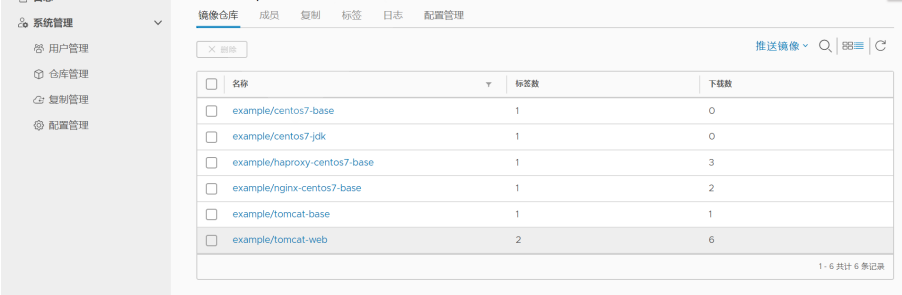 日志
系统管理
用户管理
仓库管理
复制管理
配置管理
镜像仓库 成员 复制 标签 日志 配置管理
× 删除
推送镜像
名称 标签数 下载数
example/centos7-base 1 0
example/centos7-jdk 1 0
example/haproxy-centos7-base 1 3
example/nginx-centos7-base 1 2
example/tomcat-base 1 1
example/tomcat-web 2 6
1 - 6 共计 6 条记录